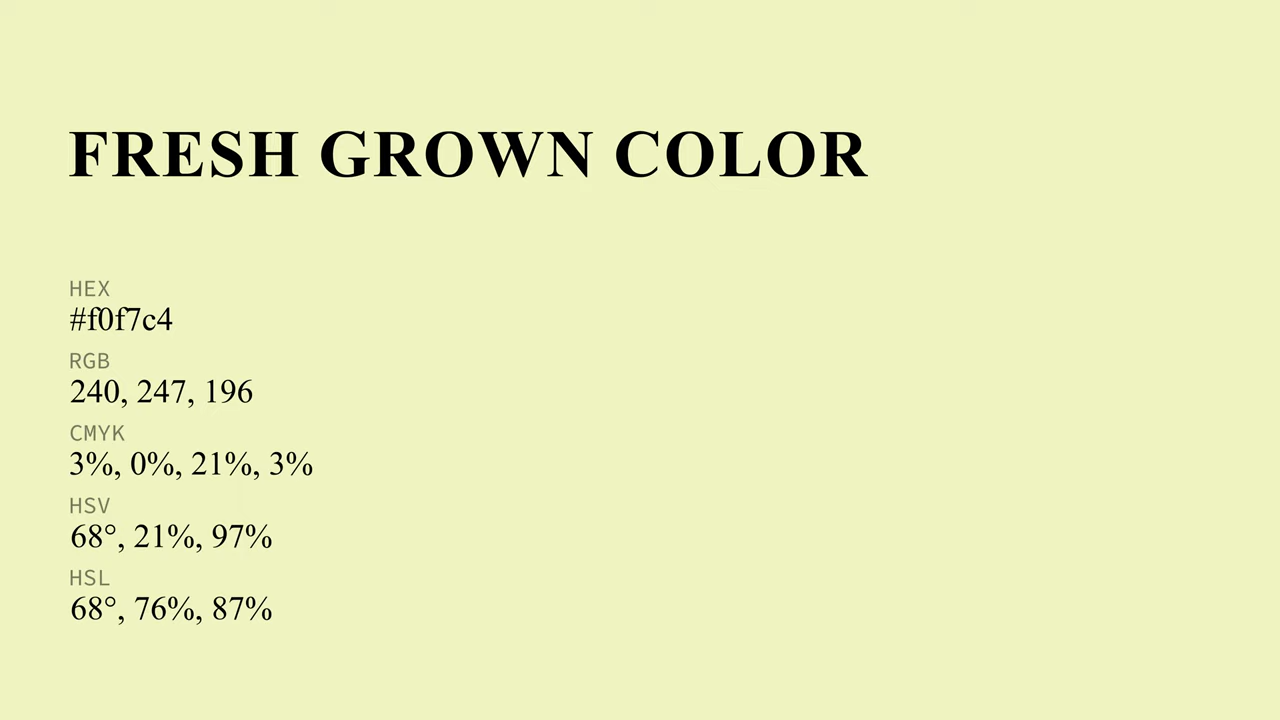 FRESH GROWN COLOR
HEX
#f0f7c4
RGB
240, 247, 196
CMYK
3%, 0%, 21%, 3%
HSV
68°, 21%, 97%
HSL
68°, 76%, 87%